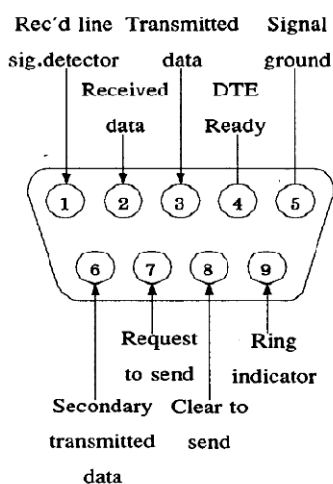 Rec'd line Transmitted Signal
sig.detector data ground
Received DTE
data Ready
1 2 3 4 5
6 7 8 9
Request Ring
to send indicator
Secondary Clear to
transmitted send
data